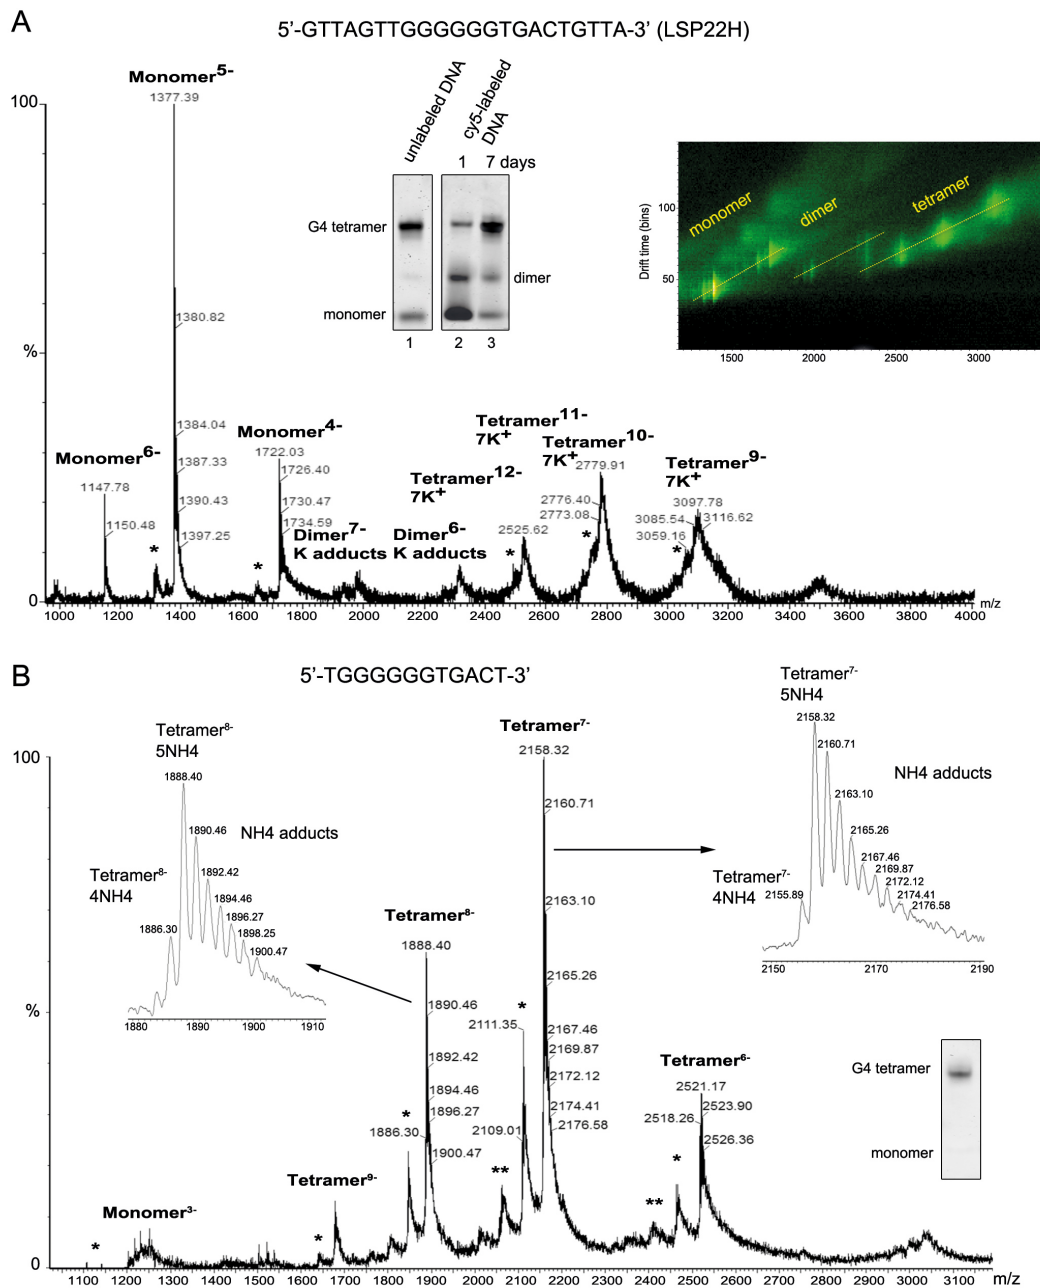 A
5'-GTTAGTTGGGGGGTGACTGTTA-3' (LSP22H)
Monomer5-
1377.39
100
unlabeled DNA
cy5-labeled
DNA
1 7 days
G4 tetramer
dimer
monomer
1 2 3
monomer
dimer
tetramer
Drift time (bins)
100
50
1500 2000 2500 3000
1380.82
%
1384.04
1387.33
1390.43
1397.25
Monomer6-
1147.78
1150.48
*
*
Monomer4-
1722.03
1726.40
1730.47
1734.59
Dimer7-
K adducts
Dimer6-
K adducts
Tetramer12-
7K+
2525.62
*
Tetramer11-
7K+
Tetramer10-
7K+
2779.91
2776.40
2773.08
*
Tetramer9-
7K+
3097.78
3085.54
3116.62
3059.16
*
0
1000 1200 1400 1600 1800 2000 2200 2400 2600 2800 3000 3200 3400 3600 3800 4000
m/z
B
5'-TGGGGGGTGACT-3'
Tetramer8-
5NH4
1888.40
NH4 adducts
1890.46
1892.42
1894.46
1896.27
1898.25
1900.47
Tetramer8-
4NH4
1886.30
1880 1890 1900 1910
Tetramer7-
5NH4
2158.32
2160.71
NH4 adducts
2163.10
2165.26
2167.46
2169.87
2172.12
2174.41
2176.58
Tetramer7-
4NH4
2155.89
2150 2170 2190
100
%
0
Tetramer7-
2158.32
2160.71
2163.10
2165.26
2167.46
2169.87
2172.12
2174.41
2176.58
*
2111.35
2109.01
**
Tetramer8-
1888.40
1890.46
1892.42
1894.46
1896.27
1900.47
*
1886.30
Tetramer9-
*
Monomer3-
*
Tetramer6-
2521.17
2518.26
2523.90
2526.36
*
**
G4 tetramer
monomer
1100 1200 1300 1400 1500 1600 1700 1800 1900 2000 2100 2200 2300 2400 2500 2600 2700 2800 2900 3000 3100
m/z